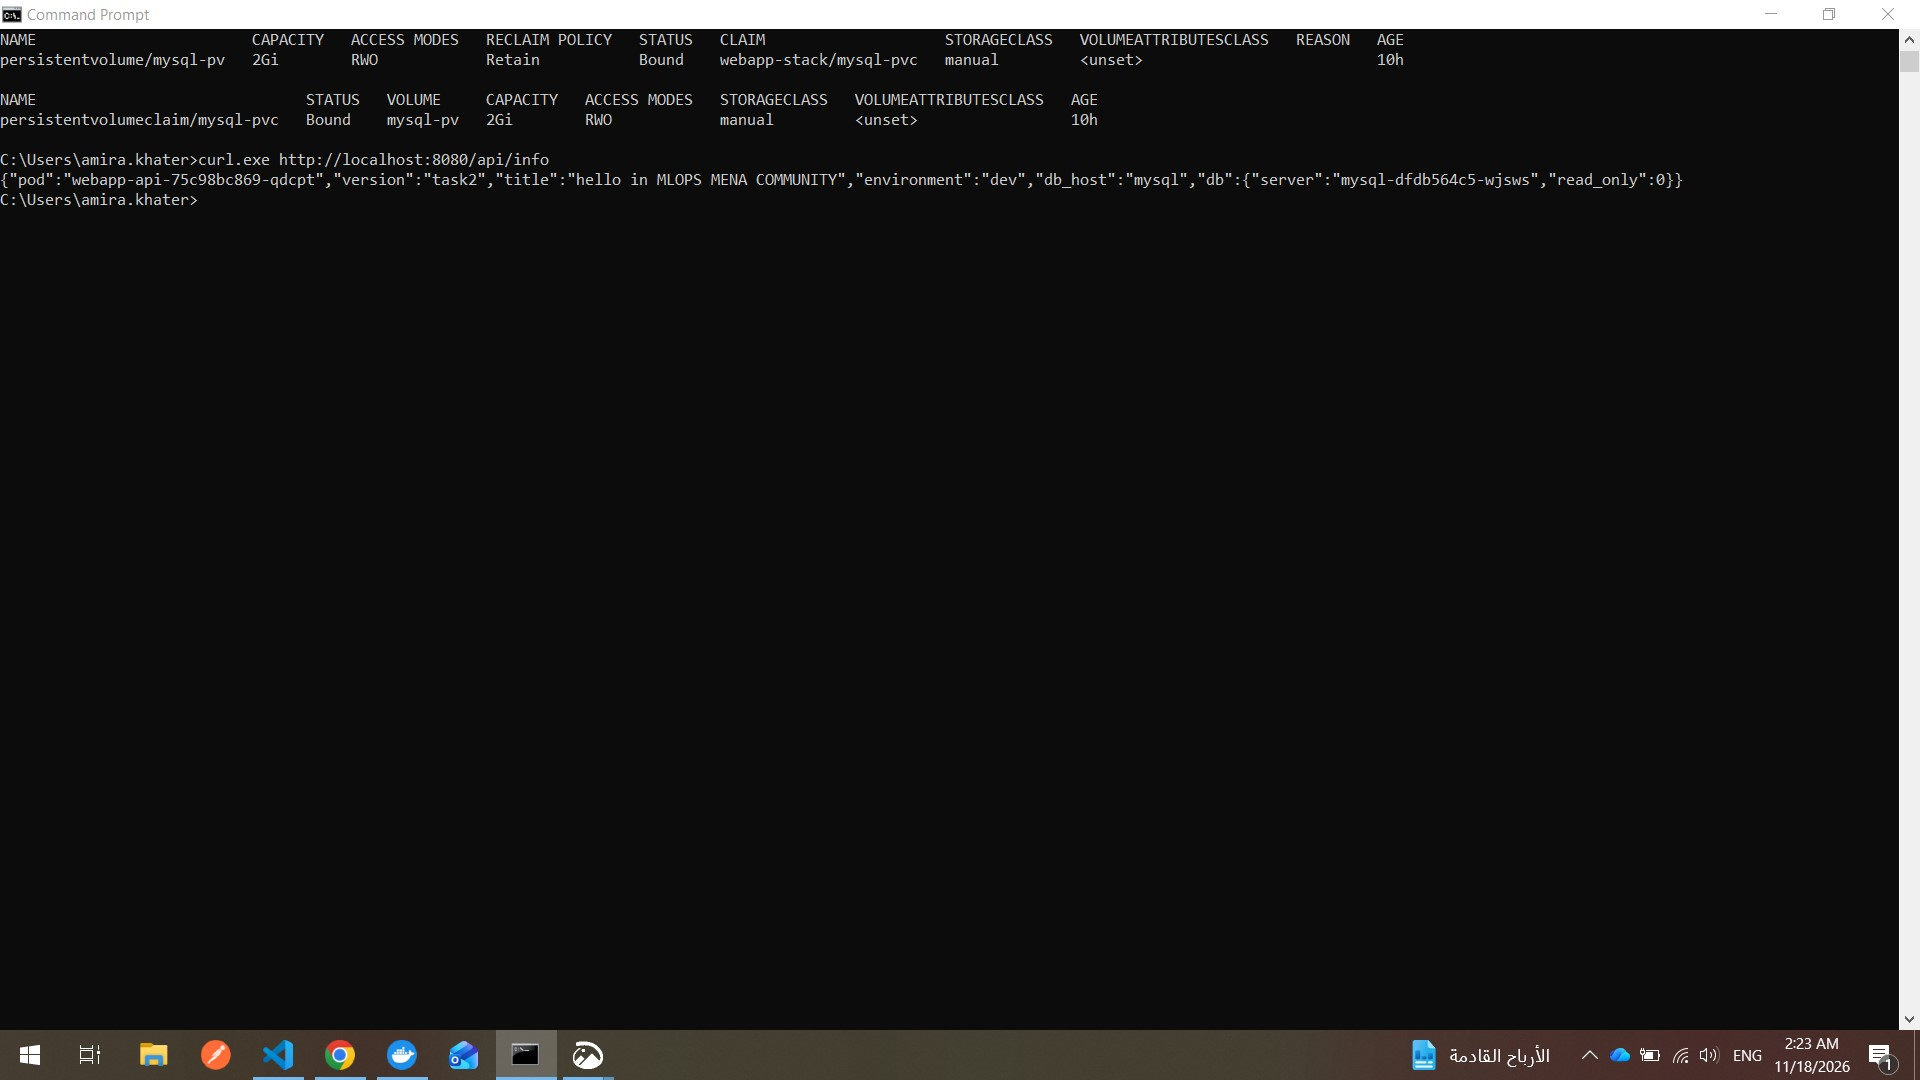 Command Prompt
NAME CAPACITY ACCESS MODES RECLAIM POLICY STATUS CLAIM STORAGECLASS VOLUMEATTRIBUTESCLASS REASON AGE
persistentvolume/mysql-pv 2Gi RWO Retain Bound webapp-stack/mysql-pvc manual <unset> 10h
NAME STATUS VOLUME CAPACITY ACCESS MODES STORAGECLASS VOLUMEATTRIBUTESCLASS AGE
persistentvolumeclaim/mysql-pvc Bound mysql-pv 2Gi RWO manual <unset> 10h
C:\Users\amira.khater>curl.exe http://localhost:8080/api/info
{"pod":"webapp-api-75c98bc869-qdcpt","version":"task2","title":"hello in MLOPS MENA COMMUNITY","environment":"dev","db_host":"mysql","db":{"server":"mysql-dfdb564c5-wjsws","read_only":0}}
C:\Users\amira.khater>
الأرباح القادمة
ENG
2:23 AM
11/18/2026
1